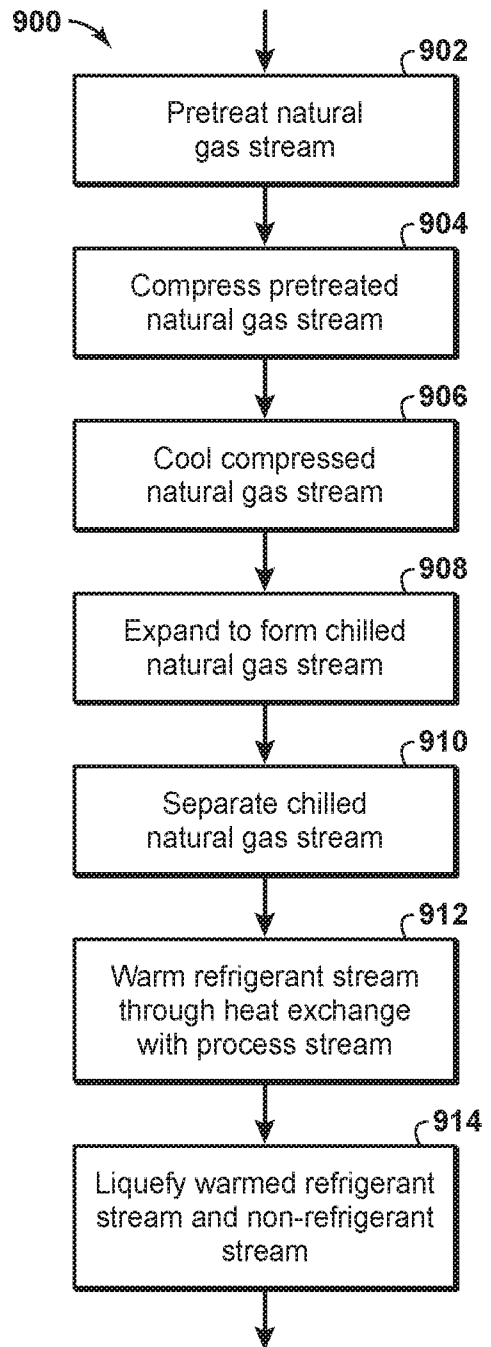 900
902
Pretreat natural
gas stream
904
Compress pretreated
natural gas stream
906
Cool compressed
natural gas stream
908
Expand to form chilled
natural gas stream
910
Separate chilled
natural gas stream
912
Warm refrigerant stream
through heat exchange
with process stream
914
Liquefy warmed refrigerant
stream and non-refrigerant
stream